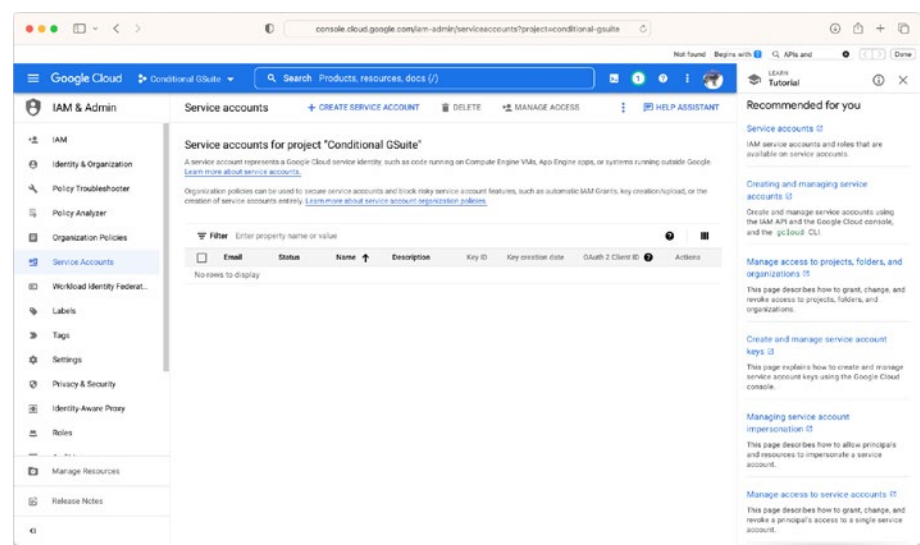 console.cloud.google.com/iam-admin/serviceaccounts?project=conditional-gsuite
Not found Begins with Q APIs and Done
Google Cloud Conditional GSuite Search Products, resources, docs (/) 1
LEARN
Tutorial
IAM & Admin
Service accounts + CREATE SERVICE ACCOUNT DELETE MANAGE ACCESS HELP ASSISTANT
Recommended for you
IAM
Identity & Organization
Policy Troubleshooter
Policy Analyzer
Organization Policies
Service Accounts
Workload Identity Federat...
Labels
Tags
Settings
Privacy & Security
Identity-Aware Proxy
Roles
Manage Resources
Release Notes
Service accounts for project "Conditional GSuite"
A service account represents a Google Cloud service identity, such as code running on Compute Engine VMs, App Engine apps, or systems running outside Google.
Learn more about service accounts.
Organization policies can be used to secure service accounts and block risky service account features, such as automatic IAM Grants, key creation/upload, or the
creation of service accounts entirely. Learn more about service account organization policies.
Filter Enter property name or value
Email Status Name Description Key ID Key creation date OAuth 2 Client ID Actions
No rows to display
Service accounts
IAM service accounts and roles that are
available on service accounts.
Creating and managing service
accounts
Create and manage service accounts using
the IAM API and the Google Cloud console,
and the gcloud CLI.
Manage access to projects, folders, and
organizations
This page describes how to grant, change, and
revoke access to projects, folders, and
organizations.
Create and manage service account
keys
This page explains how to create and manage
service account keys using the Google Cloud
console.
Managing service account
impersonation
This page describes how to allow principals
and resources to impersonate a service
account.
Manage access to service accounts
This page describes how to grant, change, and
revoke a principal's access to a single service
account.